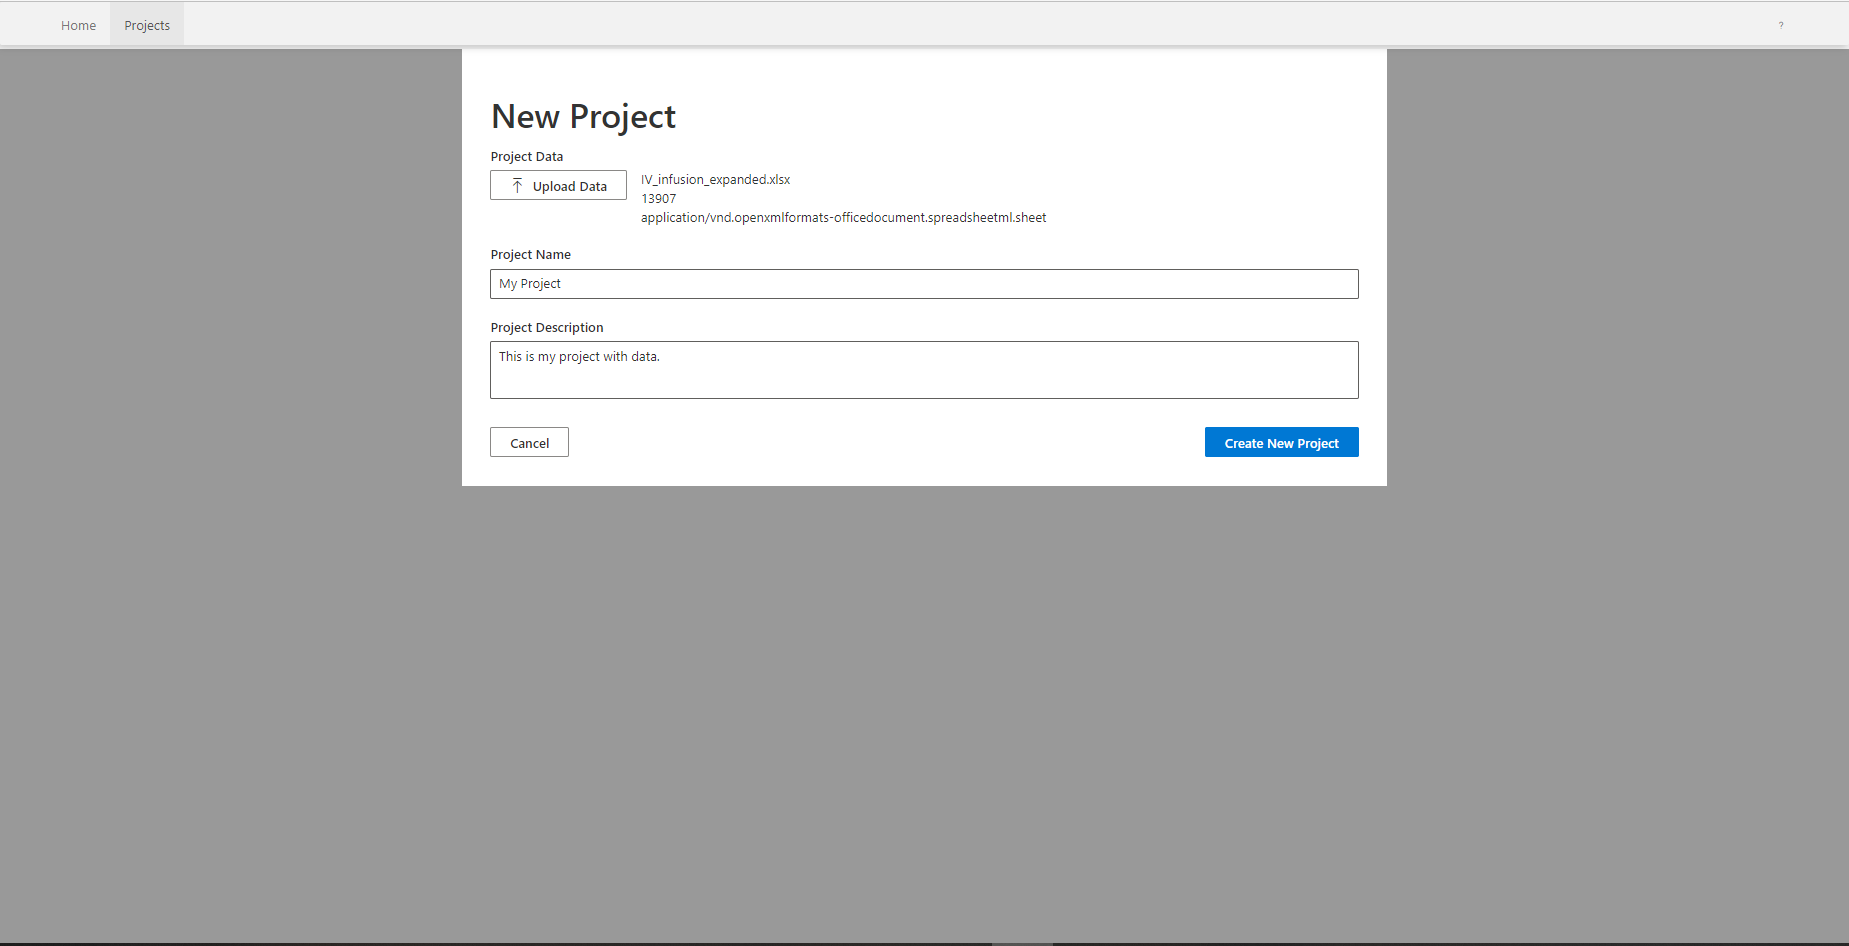 Home Projects ?
New Project
Project Data
Upload Data
IV_infusion_expanded.xlsx
13907
application/vnd.openxmlformats-officedocument.spreadsheetml.sheet
Project Name
My Project
Project Description
This is my project with data.
Cancel Create New Project